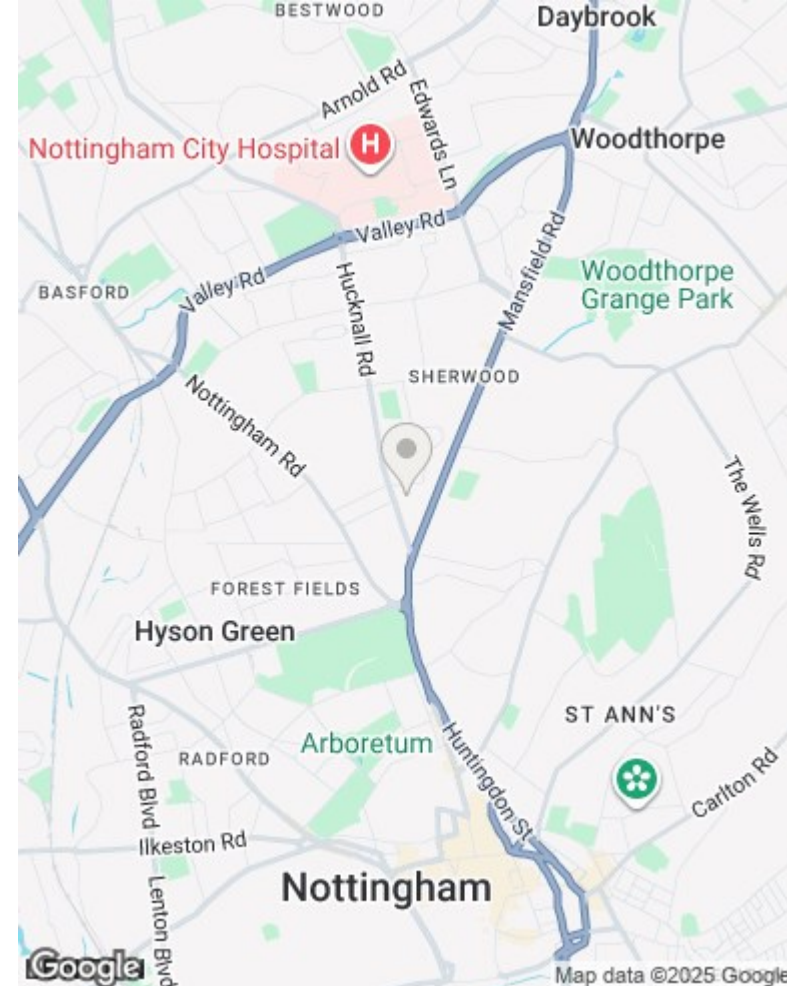 BESTWOOD
Daybrook
Arnold Rd
Edwards Ln
Nottingham City Hospital
H
Woodthorpe
Valley Rd
Mansfield Rd
Woodthorpe
Grange Park
BASFORD
Valley Rd
Hucknall Rd
SHERWOOD
Nottingham Rd
The Wells Rd
FOREST FIELDS
Hyson Green
ST ANN'S
Radford Blvd
RADFORD
Arboretum
Huntingdon St
Carlton Rd
Ilkeston Rd
Lenton Blvd
Nottingham
Google
Map data ©2025 Google